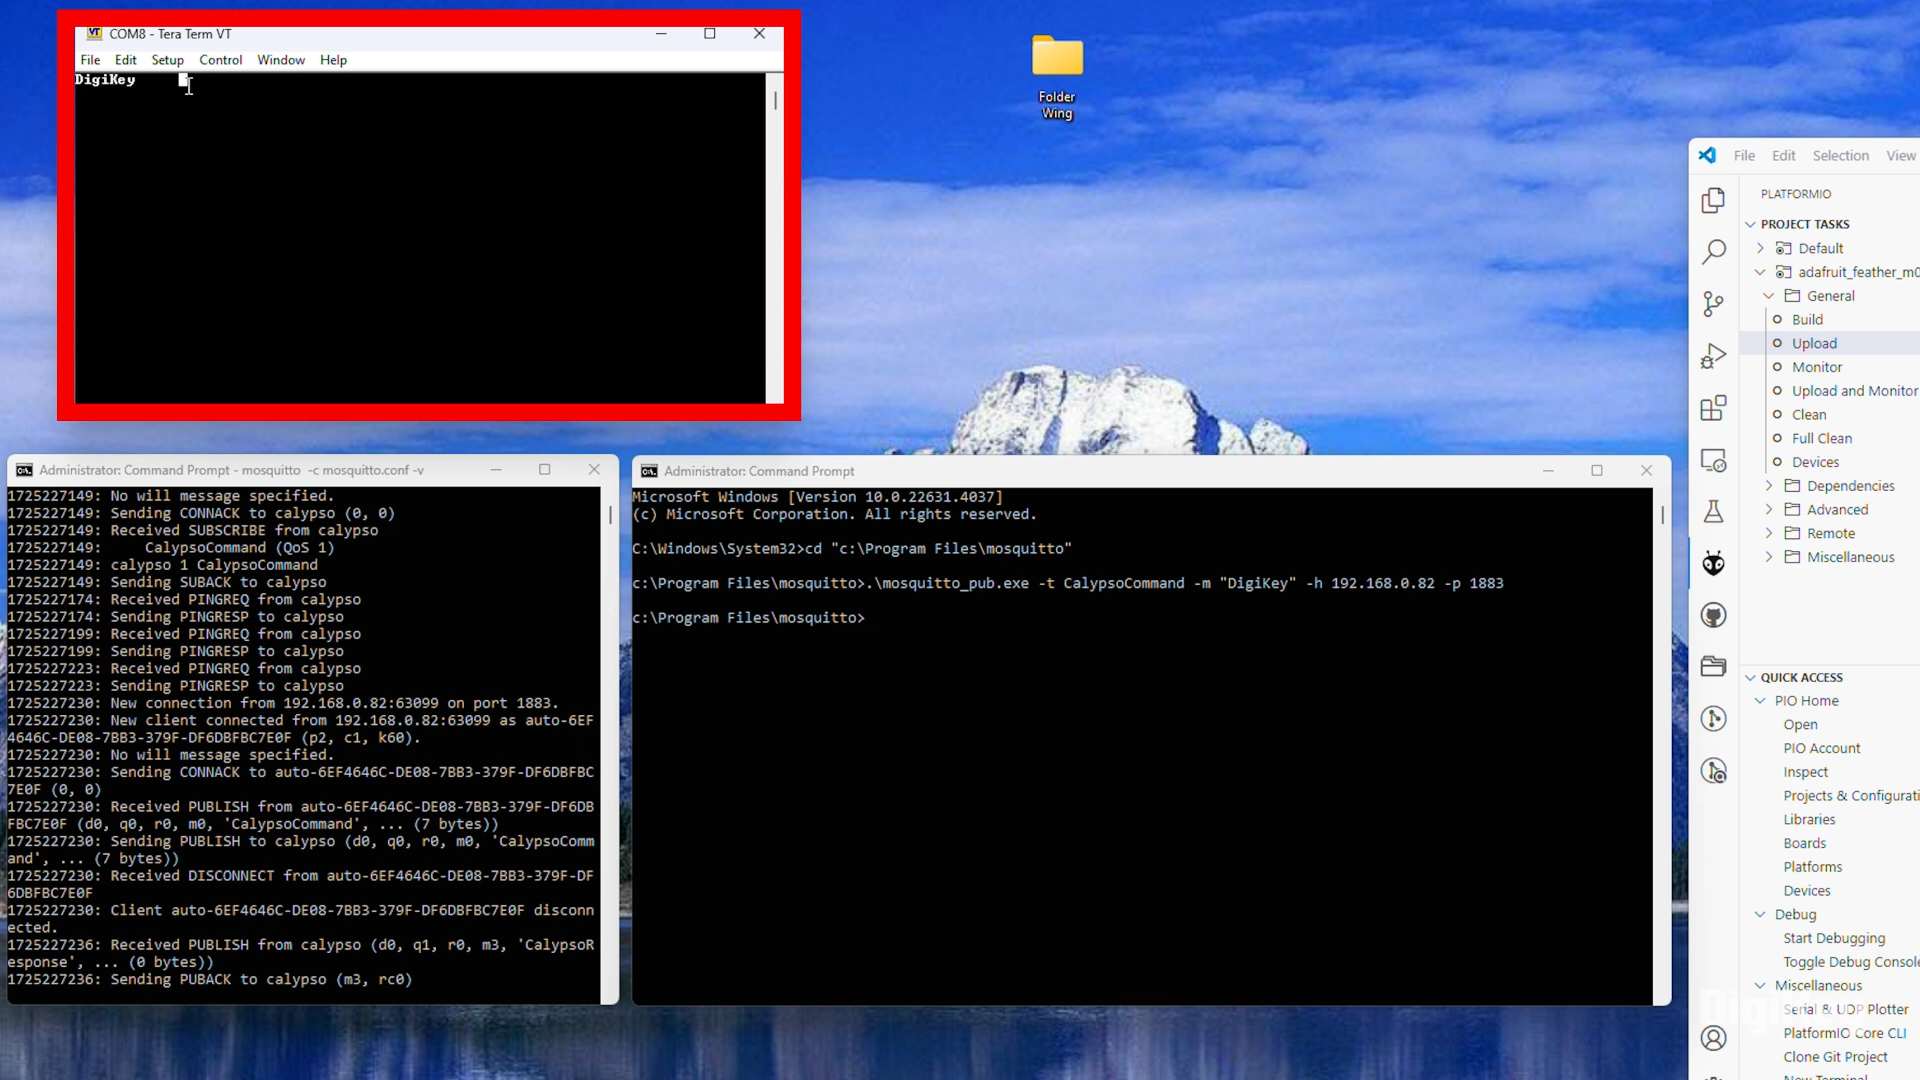 COM8 - Tera Term VT
File Edit Setup Control Window Help
DigiKey
Folder
Wing
Administrator: Command Prompt - mosquitto -c mosquitto.conf -v
1725227149: No will message specified.
1725227149: Sending CONNACK to calypso (0, 0)
1725227149: Received SUBSCRIBE from calypso
1725227149: CalypsoCommand (QoS 1)
1725227149: calypso 1 CalypsoCommand
1725227149: Sending SUBACK to calypso
1725227174: Received PINGREQ from calypso
1725227174: Sending PINGRESP to calypso
1725227199: Received PINGREQ from calypso
1725227199: Sending PINGRESP to calypso
1725227223: Received PINGREQ from calypso
1725227223: Sending PINGRESP to calypso
1725227230: New connection from 192.168.0.82:63099 on port 1883.
1725227230: New client connected from 192.168.0.82:63099 as auto-6EF
4646C-DE08-7BB3-379F-DF6DBFBC7E0F (p2, c1, k60).
1725227230: No will message specified.
1725227230: Sending CONNACK to auto-6EF4646C-DE08-7BB3-379F-DF6DBFBC
7E0F (0, 0)
1725227230: Received PUBLISH from auto-6EF4646C-DE08-7BB3-379F-DF6DB
FBC7E0F (d0, q0, r0, m0, 'CalypsoCommand', ... (7 bytes))
1725227230: Sending PUBLISH to calypso (d0, q0, r0, m0, 'CalypsoComm
and', ... (7 bytes))
1725227230: Received DISCONNECT from auto-6EF4646C-DE08-7BB3-379F-DF
6DBFBC7E0F
1725227230: Client auto-6EF4646C-DE08-7BB3-379F-DF6DBFBC7E0F disconn
ected.
1725227236: Received PUBLISH from calypso (d0, q1, r0, m3, 'CalypsoR
esponse', ... (0 bytes))
1725227236: Sending PUBACK to calypso (m3, rc0)
Administrator: Command Prompt
Microsoft Windows [Version 10.0.22631.4037]
(c) Microsoft Corporation. All rights reserved.
C:\Windows\System32>cd "c:\Program Files\mosquitto"
c:\Program Files\mosquitto>.\mosquitto_pub.exe -t CalypsoCommand -m "DigiKey" -h 192.168.0.82 -p 1883
c:\Program Files\mosquitto>
File Edit Selection View
PLATFORMIO
PROJECT TASKS
Default
adafruit_feather_m0
General
Build
Upload
Monitor
Upload and Monitor
Clean
Full Clean
Devices
Dependencies
Advanced
Remote
Miscellaneous
QUICK ACCESS
PIO Home
Open
PIO Account
Inspect
Projects & Configurati
Libraries
Boards
Platforms
Devices
Debug
Start Debugging
Toggle Debug Console
Miscellaneous
Serial & UDP Plotter
PlatformIO Core CLI
Clone Git Project
New Terminal